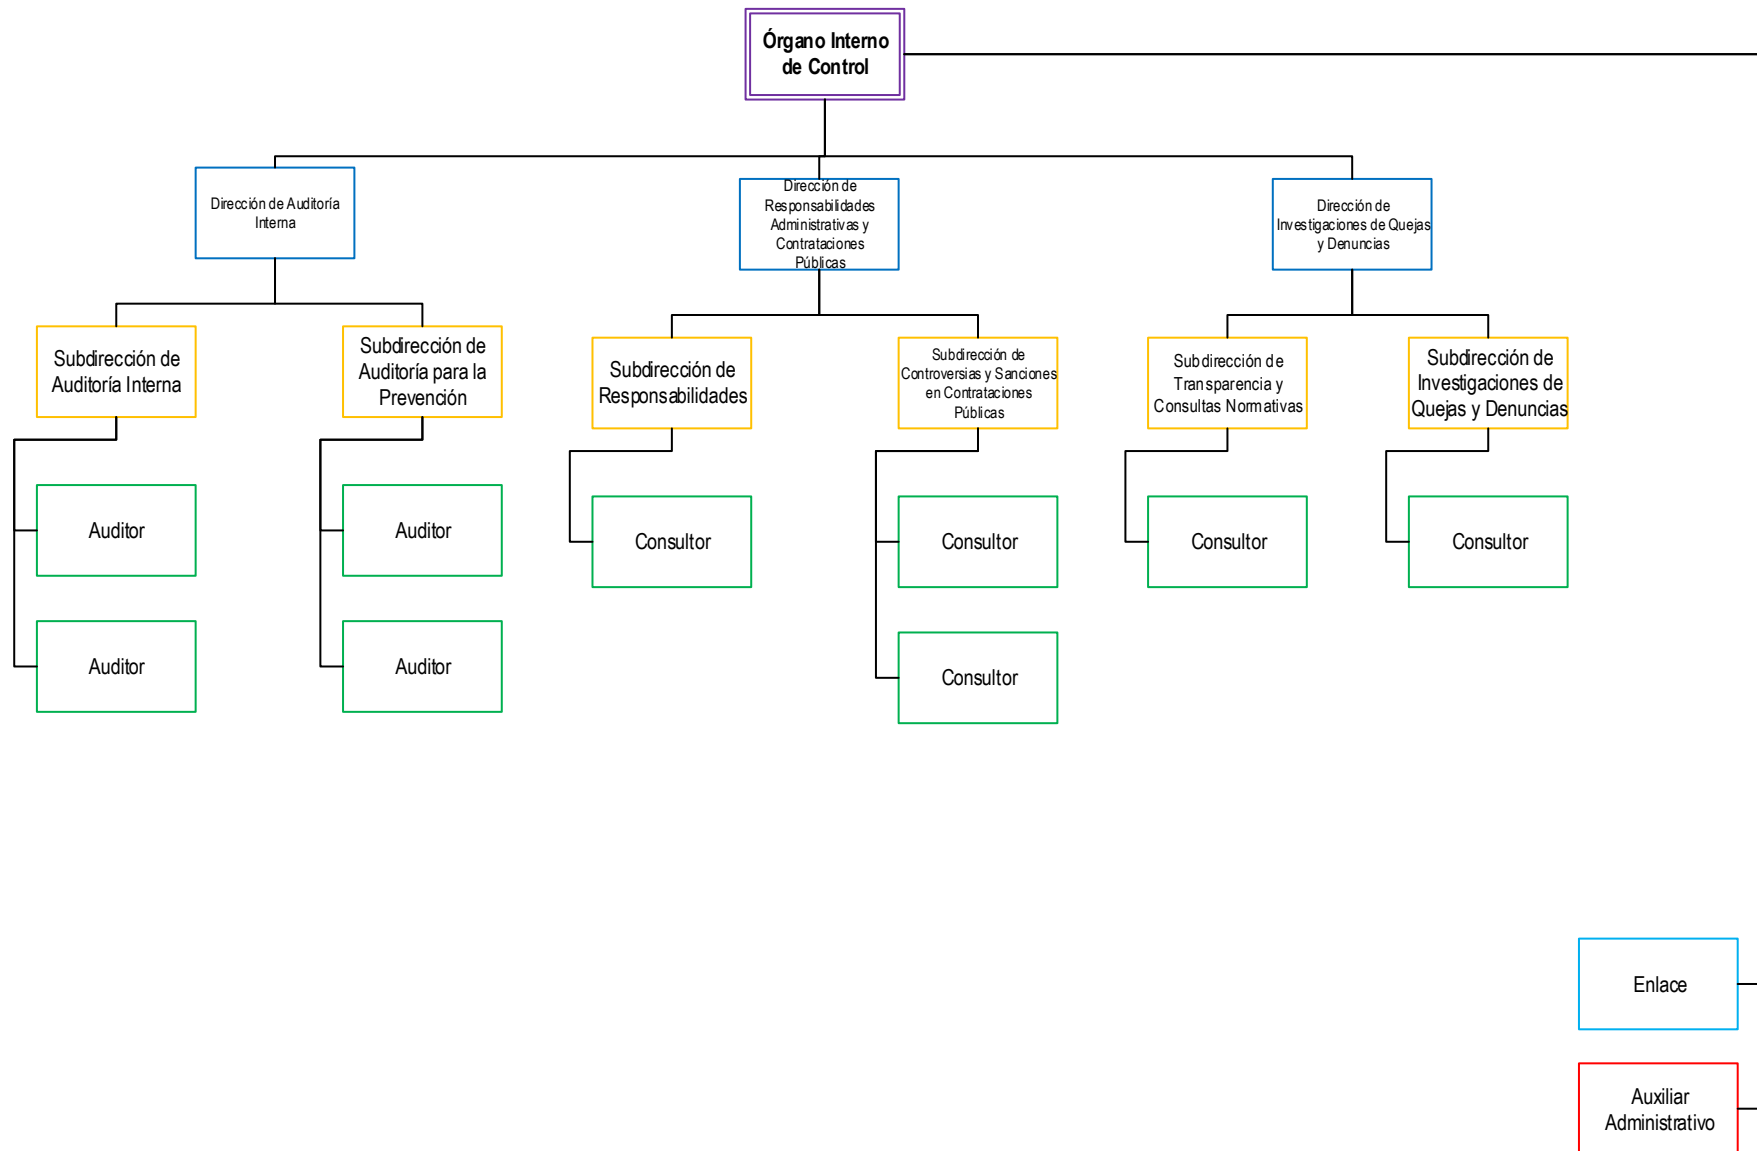 Órgano Interno
de Control
Dirección de Auditoría
Interna
Dirección de
Responsabilidades
Administrativas y
Contrataciones
Públicas
Dirección de
Investigaciones de Quejas
y Denuncias
Subdirección de
Auditoría Interna
Subdirección de
Auditoría para la
Prevención
Subdirección de
Responsabilidades
Subdirección de
Controversias y Sanciones
en Contrataciones
Públicas
Subdirección de
Transparencia y
Consultas Normativas
Subdirección de
Investigaciones de
Quejas y Denuncias
Auditor
Auditor
Consultor
Consultor
Consultor
Consultor
Auditor
Auditor
Consultor
Enlace
Auxiliar
Administrativo